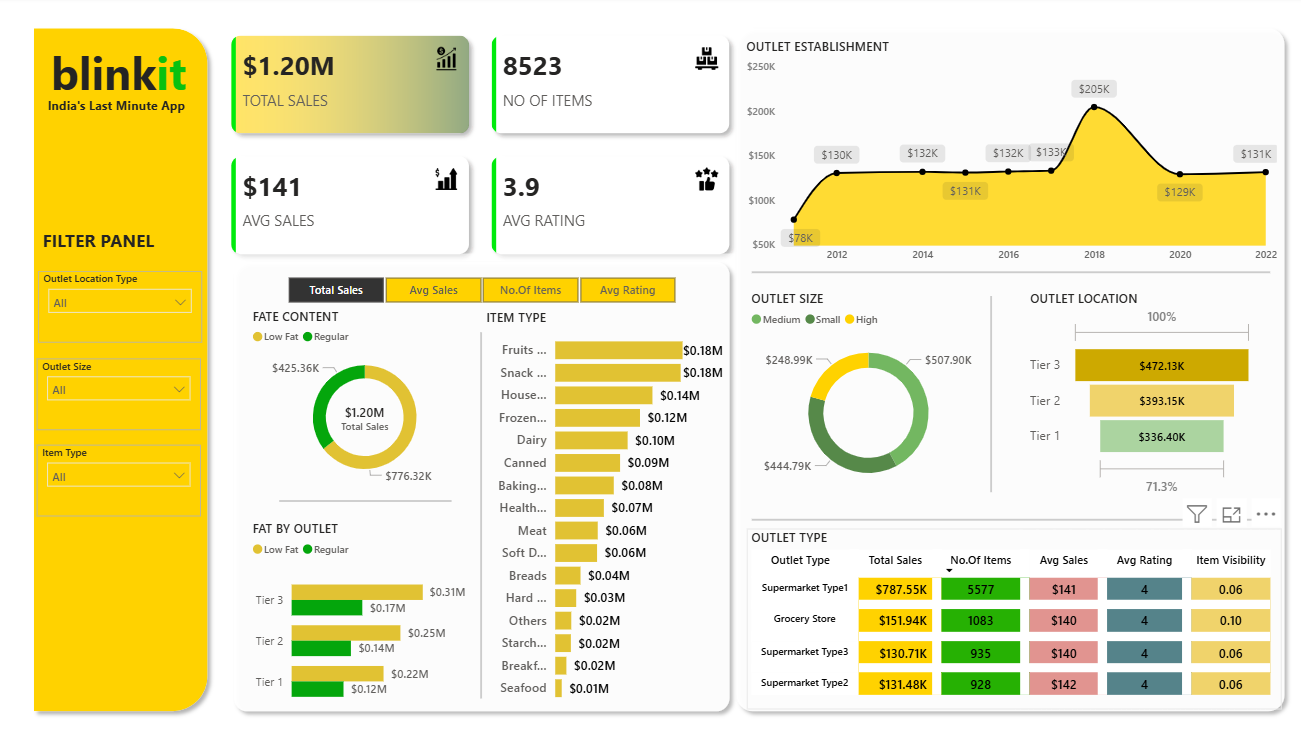 blinkit
India's Last Minute App
FILTER PANEL
Outlet Location Type
All
Outlet Size
All
Item Type
All
$1.20M
TOTAL SALES
8523
NO OF ITEMS
$141
AVG SALES
3.9
AVG RATING
Total Sales Avg Sales No.Of Items Avg Rating
FATE CONTENT
Low Fat Regular
$425.36K
$1.20M
Total Sales
$776.32K
FAT BY OUTLET
Low Fat Regular
Tier 3 $0.31M
$0.17M
Tier 2 $0.25M
$0.14M
Tier 1 $0.22M
$0.12M
ITEM TYPE
Fruits ... $0.18M
Snack ... $0.18M
House... $0.14M
Frozen... $0.12M
Dairy $0.10M
Canned $0.09M
Baking... $0.08M
Health... $0.07M
Meat $0.06M
Soft D... $0.06M
Breads $0.04M
Hard ... $0.03M
Others $0.02M
Starch... $0.02M
Breakf... $0.02M
Seafood $0.01M
OUTLET ESTABLISHMENT
$250K
$200K
$150K
$100K
$50K
$78K
$130K
$132K
$131K
$132K
$133K
$205K
$129K
$131K
2012 2014 2016 2018 2020 2022
OUTLET SIZE
Medium Small High
$248.99K
$507.90K
$444.79K
OUTLET LOCATION
100%
Tier 3 $472.13K
Tier 2 $393.15K
Tier 1 $336.40K
71.3%
OUTLET TYPE
Outlet Type Total Sales No.Of Items Avg Sales Avg Rating Item Visibility
Supermarket Type1 $787.55K 5577 $141 4 0.06
Grocery Store $151.94K 1083 $140 4 0.10
Supermarket Type3 $130.71K 935 $140 4 0.06
Supermarket Type2 $131.48K 928 $142 4 0.06